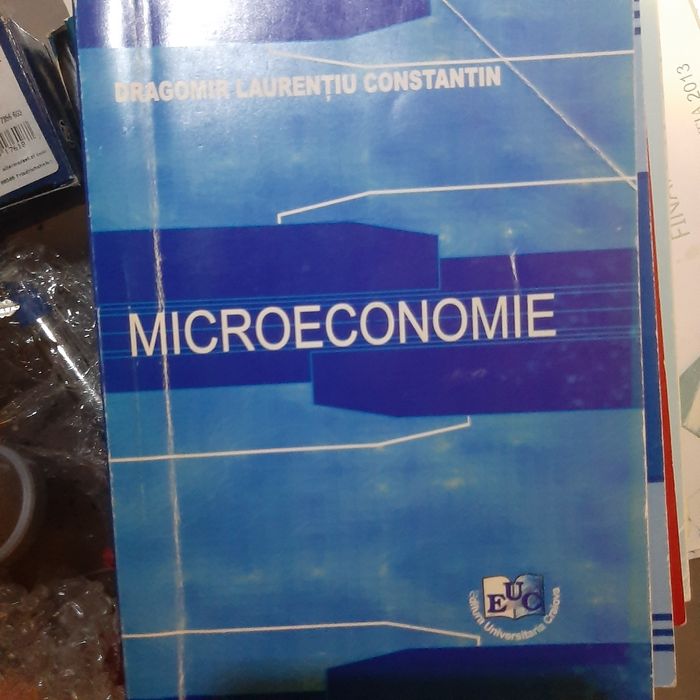 DRAGOMIR LAURENȚIU CONSTANTIN
MICROECONOMIE
EUC
Editura Universitaria Craiova
2013